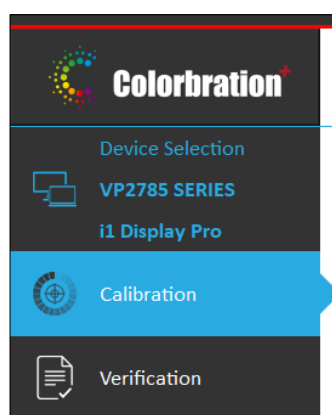 Colorbration+
Device Selection
VP2785 SERIES
i1 Display Pro
Calibration
Verification